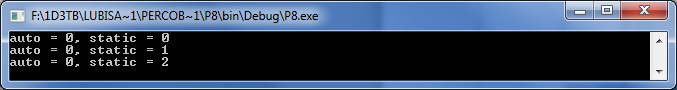 F:\1D3TB\LUBISA~1\PERCOB~1\P8\bin\Debug\P8.exe
auto = 0, static = 0
auto = 0, static = 1
auto = 0, static = 2